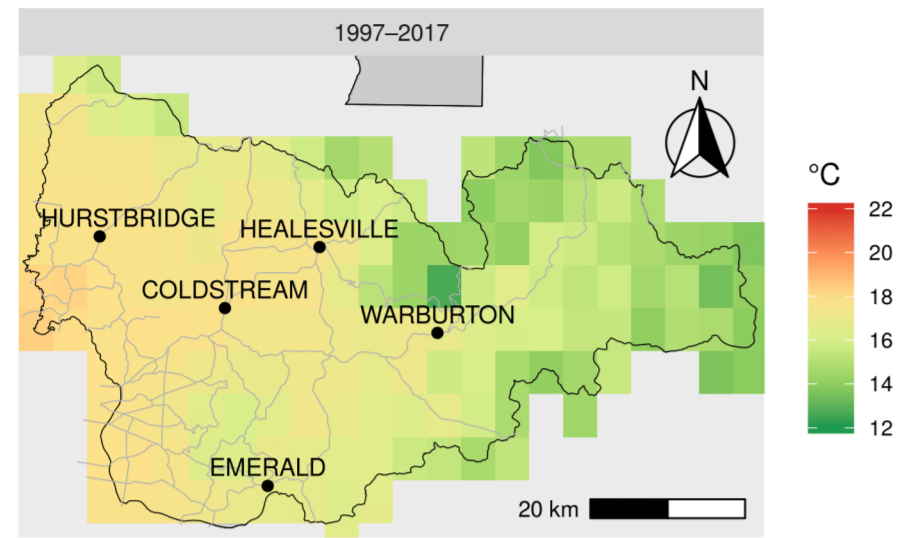 1997–2017
N
°C
22
20
18
16
14
12
HURSTBRIDGE
HEALESVILLE
COLDSTREAM
WARBURTON
EMERALD
20 km